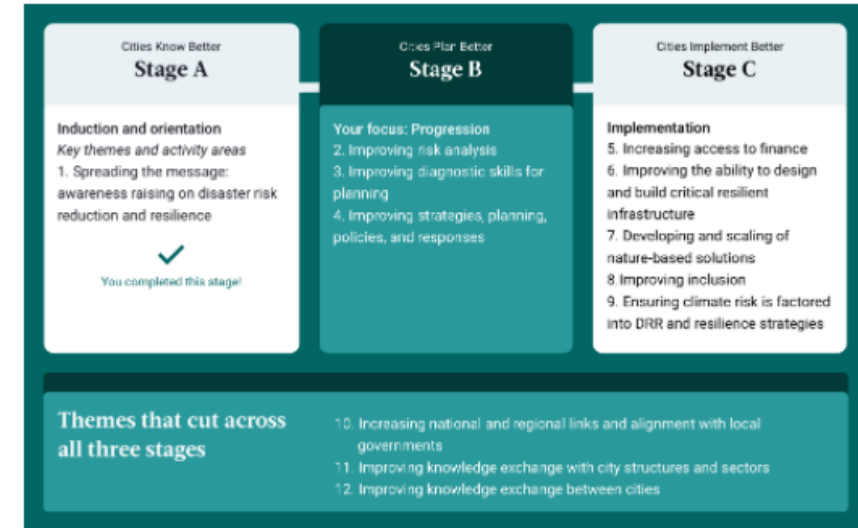 Cities Know Better
Stage A
Induction and orientation
Key themes and activity areas
1. Spreading the message:
awareness raising on disaster risk
reduction and resilience
You completed this stage!
Cities Plan Better
Stage B
Your focus: Progression
2. Improving risk analysis
3. Improving diagnostic skills for
planning
4. Improving strategies, planning,
policies, and responses
Cities Implement Better
Stage C
Implementation
5. Increasing access to finance
6. Improving the ability to design
and build critical resilient
infrastructure
7. Developing and scaling of
nature-based solutions
8.Improving inclusion
9. Ensuring climate risk is factored
into DRR and resilience strategies
Themes that cut across
all three stages
10. Increasing national and regional links and alignment with local
governments
11. Improving knowledge exchange with city structures and sectors
12. Improving knowledge exchange between cities